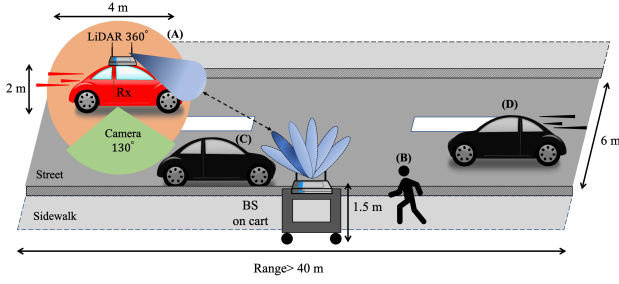 4 m
LiDAR 360°
(A)
2 m
Rx
Camera
130°
(C)
(D)
(B)
6 m
Street
BS
on cart
1.5 m
Sidewalk
Range> 40 m